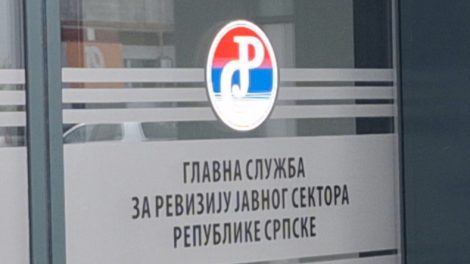 ГЛАВНА СЛУЖБА
ЗА РЕВИЗИЈУ ЈАВНОГ СЕКТОРА
РЕПУБЛИКЕ СРПСКЕ